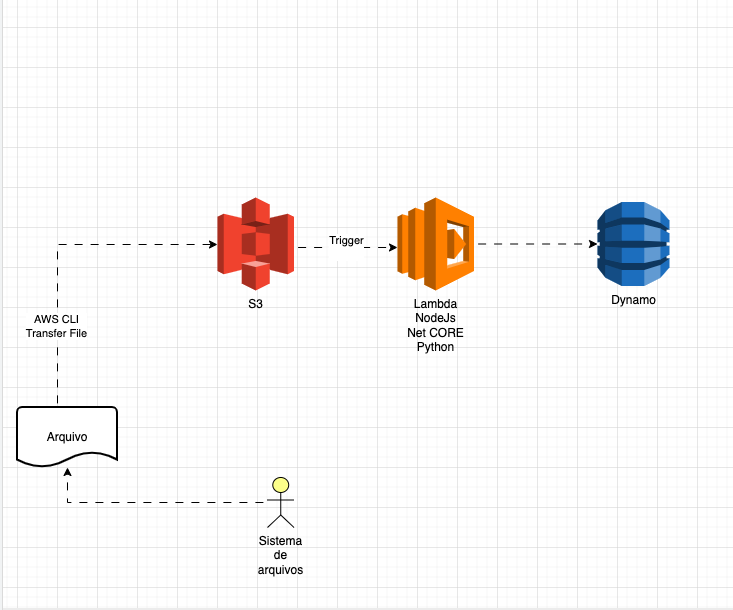 Trigger
S3
Lambda
NodeJs
Net CORE
Python
Dynamo
AWS CLI
Transfer File
Arquivo
Sistema
de
arquivos